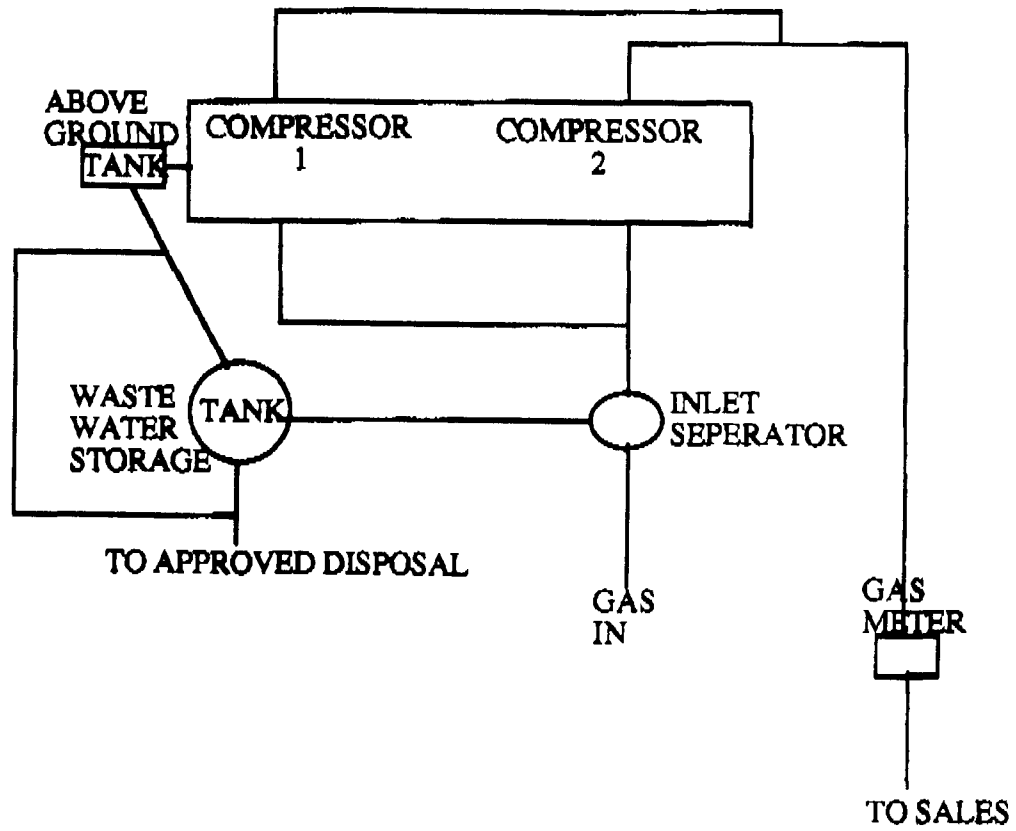 ABOVE
GROUND
TANK
COMPRESSOR
1
COMPRESSOR
2
WASTE
WATER
STORAGE
TANK
INLET
SEPERATOR
TO APPROVED DISPOSAL
GAS
IN
GAS
METER
TO SALES